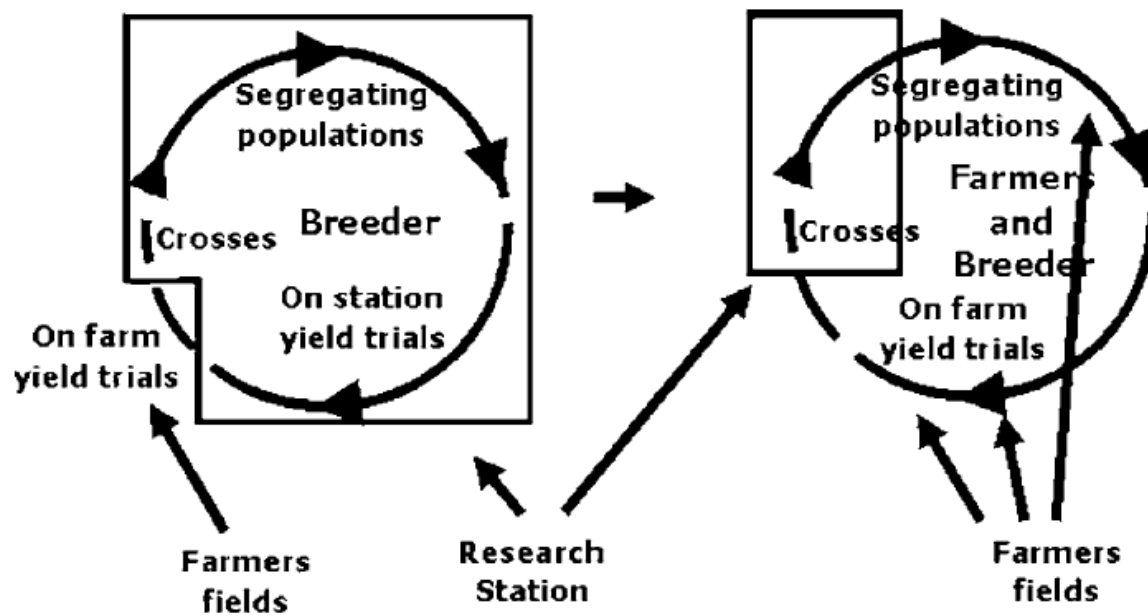 Segregating
populations
Breeder
Crosses
On station
yield trials
On farm
yield trials
Farmers
fields
Research
Station
Segregating
populations
Farmers
and
Breeder
Crosses
On farm
yield trials
Farmers
fields